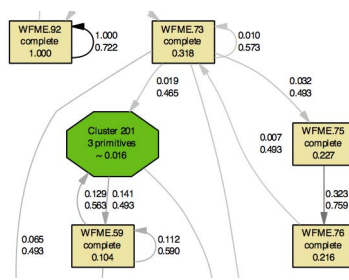 WFME.92
complete
1.000
1.000
0.722
WFME.73
complete
0.318
0.010
0.573
0.019
0.465
0.032
0.493
Cluster 201
3 primitives
~ 0.016
0.007
0.493
WFME.75
complete
0.227
0.129
0.563
0.141
0.493
0.323
0.759
0.065
0.493
WFME.59
complete
0.104
0.112
0.590
WFME.76
complete
0.216